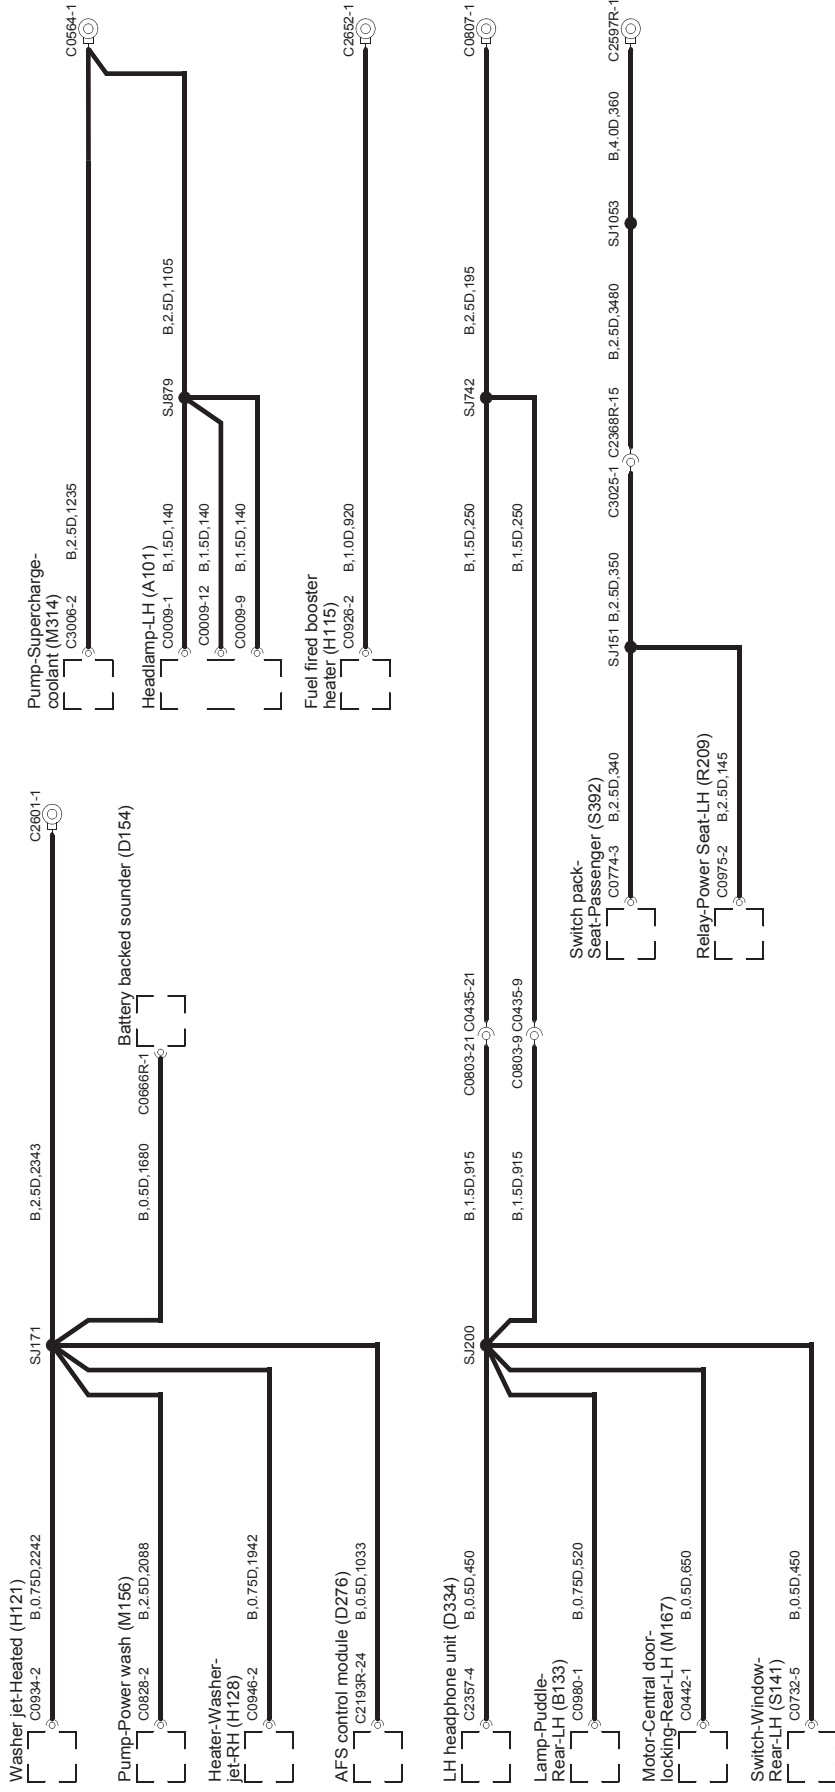 Washer jet-Heated (H121)
C0934-2
B,0.75D,2242
SJ171
B,2.5D,2343
C2601-1
Pump-Power wash (M156)
C0828-2
B,2.5D,2088
B,0.5D,1680
C0666R-1
Battery backed sounder (D154)
Heater-Washer-
jet-RH (H128)
C0946-2
B,0.75D,1942
AFS control module (D276)
C2193R-24
B,0.5D,1033
Pump-Supercharge-
coolant (M314)
C3006-2
B,2.5D,1235
C0564-1
Headlamp-LH (A101)
C0009-1
B,1.5D,140
SJ879
B,2.5D,1105
C0009-12
B,1.5D,140
C0009-9
B,1.5D,140
Fuel fired booster
heater (H115)
C0926-2
B,1.0D,920
C2652-1
LH headphone unit (D334)
C2357-4
B,0.5D,450
SJ200
B,1.5D,915
C0803-21
C0435-21
B,1.5D,250
SJ742
B,2.5D,195
C0807-1
B,1.5D,915
C0803-9
C0435-9
B,1.5D,250
Lamp-Puddle-
Rear-LH (B133)
C0980-1
B,0.75D,520
Motor-Central door-
locking-Rear-LH (M167)
C0442-1
B,0.5D,650
Switch-Window-
Rear-LH (S141)
C0732-5
B,0.5D,450
Switch pack-
Seat-Passenger (S392)
C0774-3
B,2.5D,340
SJ151
B,2.5D,350
C3025-1
C2368R-15
B,2.5D,3480
SJ1053
B,4.0D,360
C2597R-1
Relay-Power Seat-LH (R209)
C0975-2
B,2.5D,145